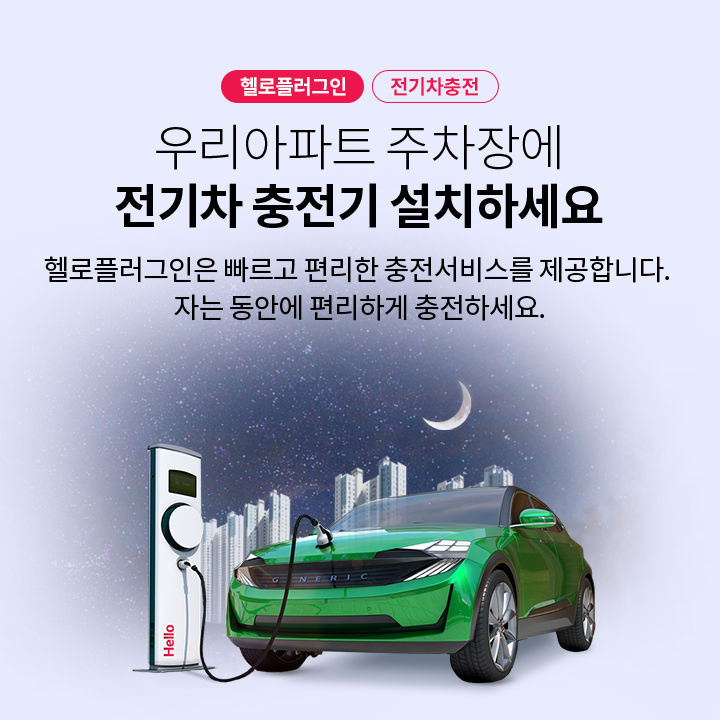 헬로플러그인 전기차충전
우리아파트 주차장에
전기차 충전기 설치하세요
헬로플러그인은 빠르고 편리한 충전서비스를 제공합니다.
자는 동안에 편리하게 충전하세요.
GENERIC
Hello